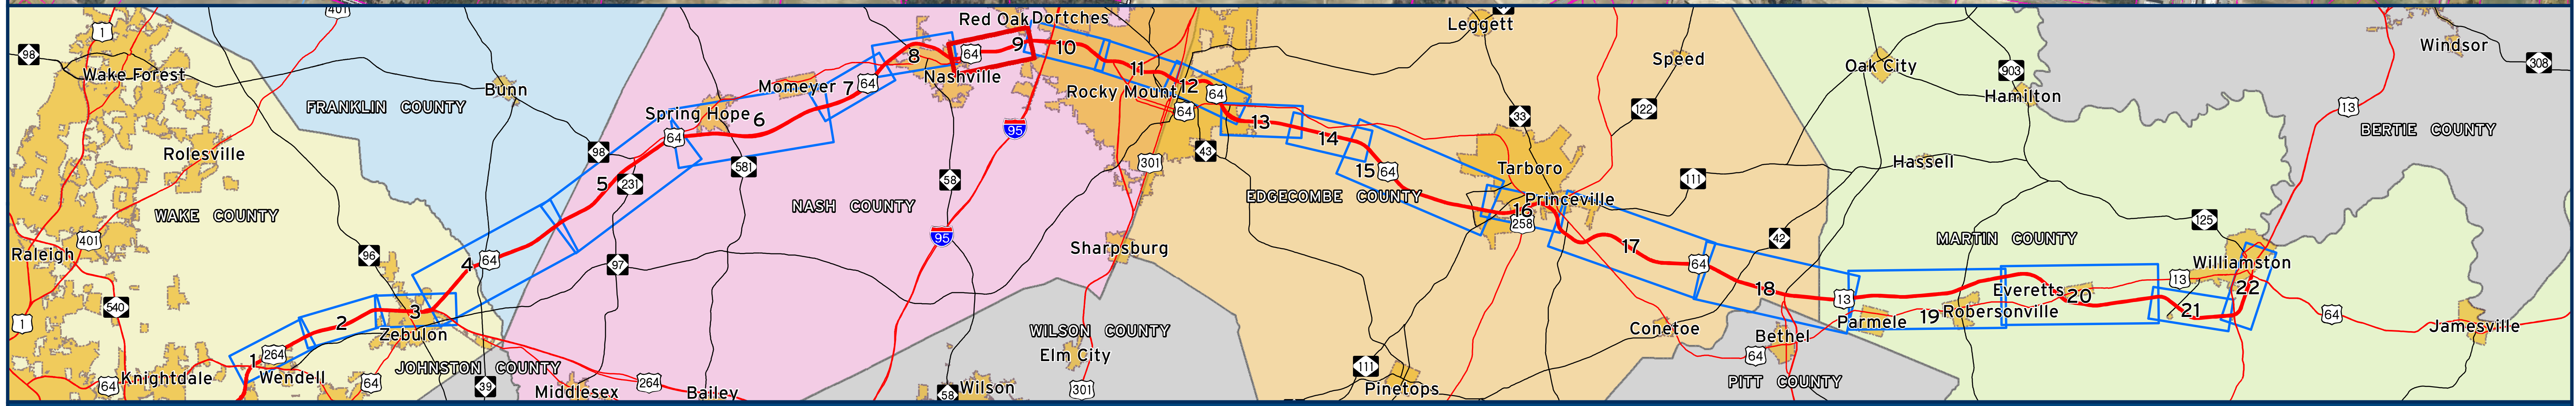 401
Red Oak
Dortches
Leggett
1
98
Wake Forest
8
64
9
10
Speed
Oak City
Windsor
308
903
Bunn
FRANKLIN COUNTY
Momeyer
7
64
Nashville
11
Rocky Mount
12
64
64
Hamilton
13
Spring Hope
6
33
122
BERTIE COUNTY
Rolesville
98
64
95
13
14
581
301
43
Hassell
5
231
58
15
64
Tarboro
111
WAKE COUNTY
NASH COUNTY
EDGECOMBE COUNTY
Princeville
16
258
125
401
Raleigh
96
4
64
97
95
Sharpsburg
17
64
42
MARTIN COUNTY
Williamston
13
540
18
13
Everetts
20
22
1
2
3
Zebulon
WILSON COUNTY
Conetoe
Bethel
Parmele
19
Robersonville
21
64
Jamesville
1
264
Elm City
64
64
Knightdale
Wendell
64
JOHNSTON COUNTY
39
Middlesex
264
Bailey
58
Wilson
301
111
Pinetops
PITT COUNTY